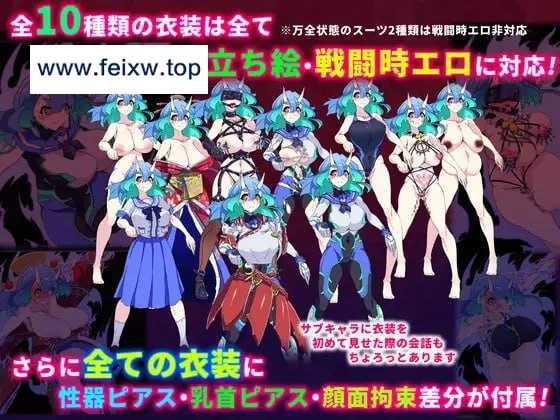 全10種類の衣装は全て
※万全状態のスーツ2種類は戦闘時エロ非対応
www.feixw.top
立ち絵・戦闘時エロに対応!
サブキャラに衣装を
初めて見せた際の会話も
ちょろっとあります
さらに全ての衣装に
性器ピアス・乳首ピアス・顔面拘束差分が付属!